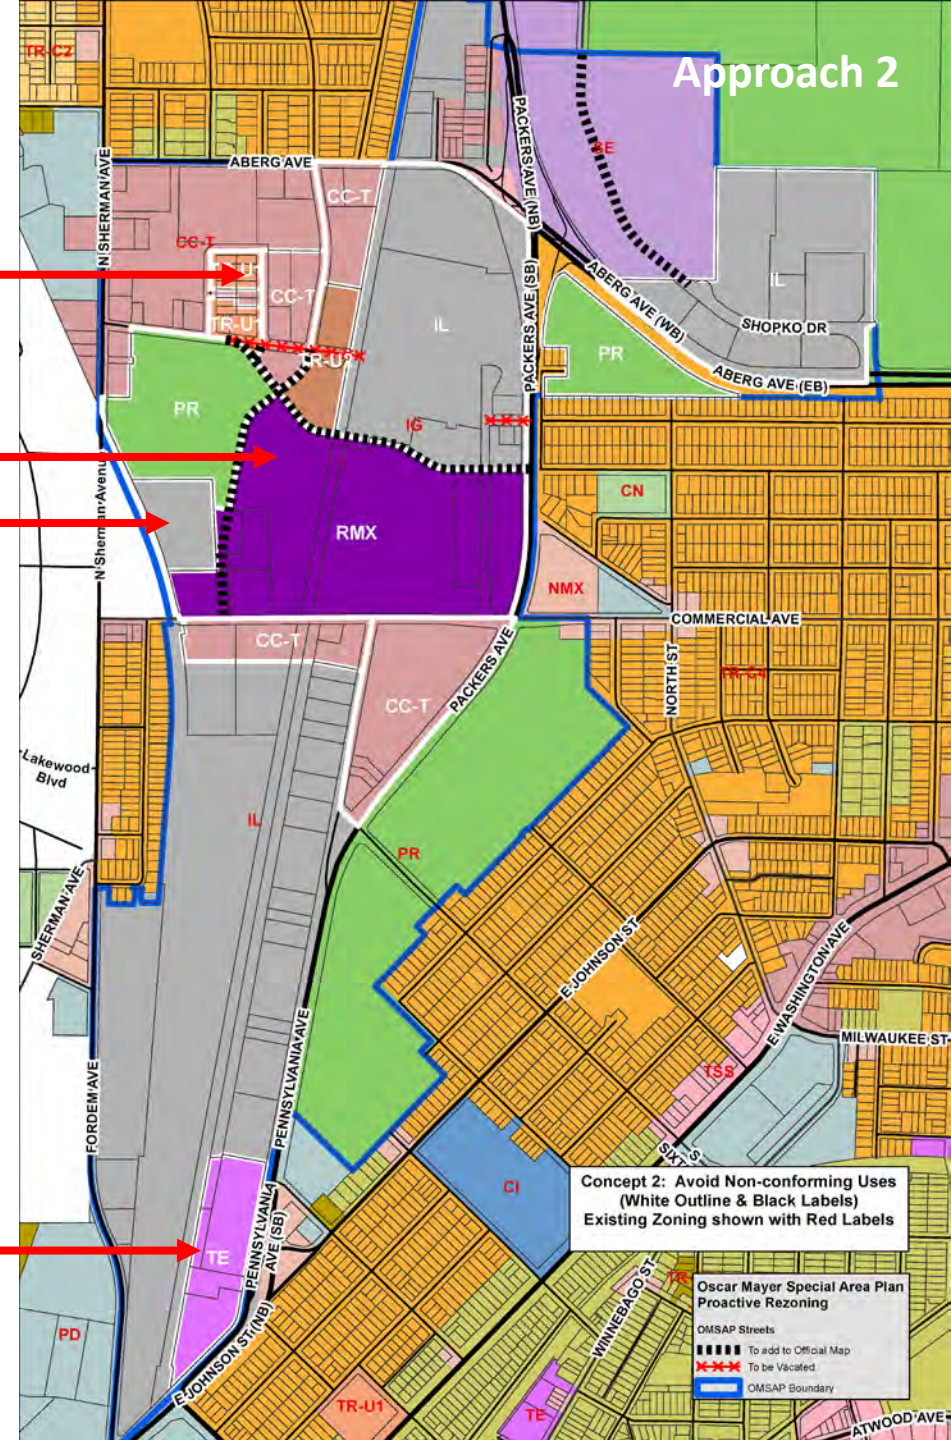 Approach 2
TR-C2
ABERG AVE
N SHERMAN AVE
PACKERS AVE (NB)
SE
CC-T
CC-T
CC-T
IL
IL
TR-U1
PACKERS AVE (SB)
ABERG AVE (WB)
SHOPKO DR
PR
ABERG AVE (EB)
TR-U2
PR
IG
CN
N Sherman Avenue
RMX
NMX
COMMERCIAL AVE
CC-T
NORTH ST
TR-C4
CC-T
PACKERS AVE
Lakewood
Blvd
IL
PR
SHERMAN AVE
E JOHNSON ST
E WASHINGTON AVE
MILWAUKEE ST
TSS
FORDEM AVE
PENNSYLVANIA AVE
CI
Concept 2: Avoid Non-conforming Uses
(White Outline & Black Labels)
Existing Zoning shown with Red Labels
TE
PENNSYLVANIA
AVE (SB)
WINNEBAGO ST
Oscar Mayer Special Area Plan
Proactive Rezoning
OMSAP Streets
To add to Official Map
To be Vacated
OMSAP Boundary
PD
E JOHNSON ST (NB)
TR-U1
TE
ATWOOD AVE